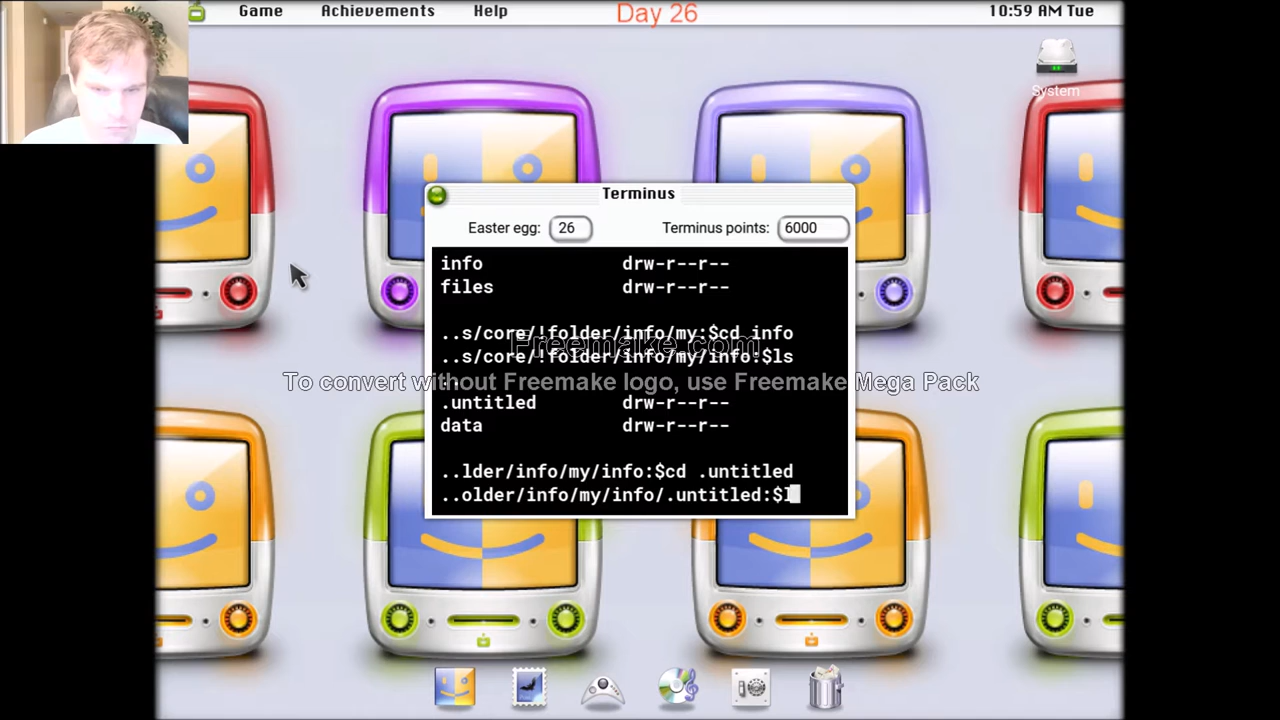 Game Achievements Help Day 26 10:59 AM Tue
System
Terminus
Easter egg: 26 Terminus points: 6000
info drw-r--r--
files drw-r--r--
..s/core/!folder/info/my:$cd info
Freemake.com
..s/core/!folder/info/my/info:$ls
To convert without Freemake logo, use Freemake Mega Pack
..
.untitled drw-r--r--
data drw-r--r--
..lder/info/my/info:$cd .untitled
..older/info/my/info/.untitled:$l